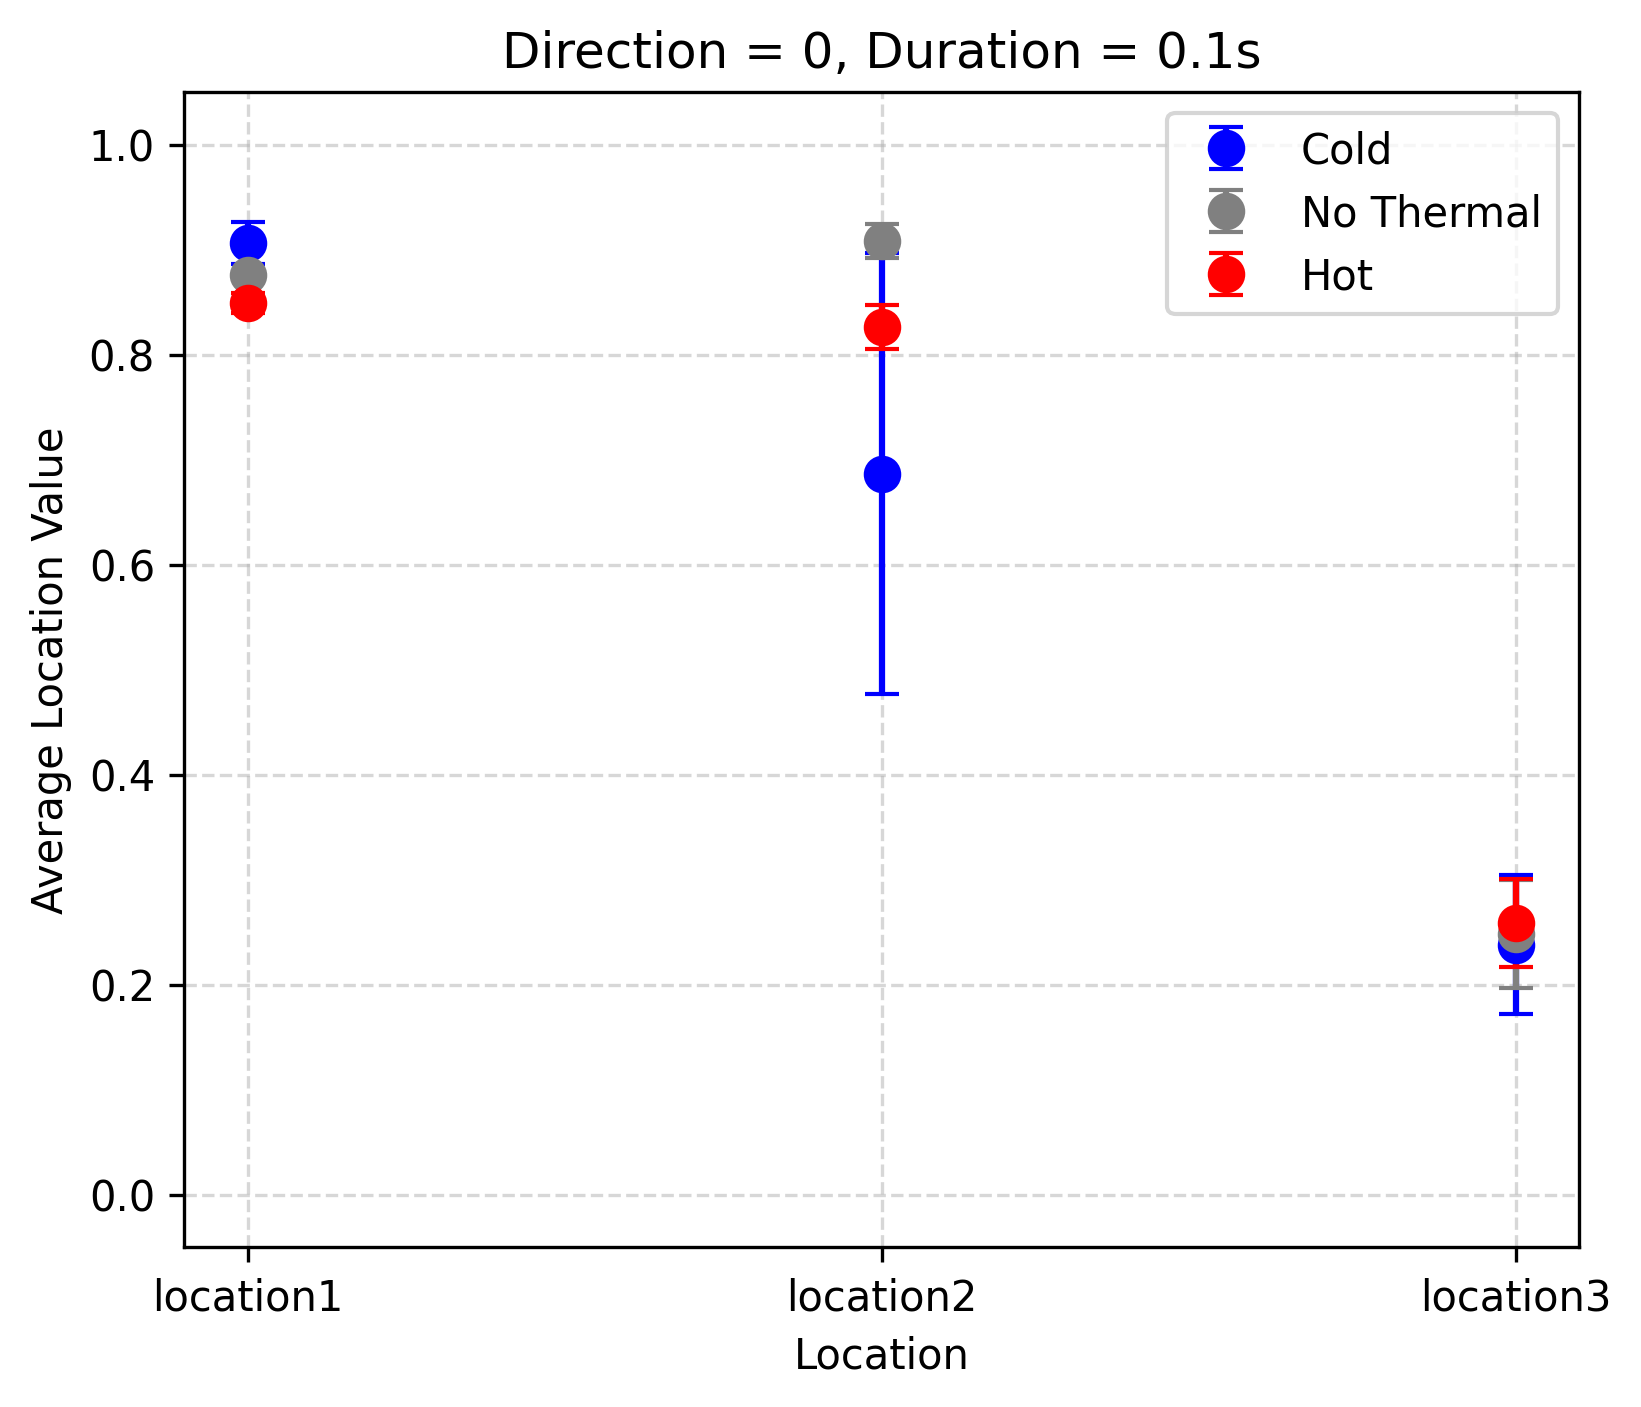 Direction = 0, Duration = 0.1s
Cold
No Thermal
Hot
1.0
0.8
0.6
0.4
0.2
0.0
Average Location Value
location1
location2
location3
Location